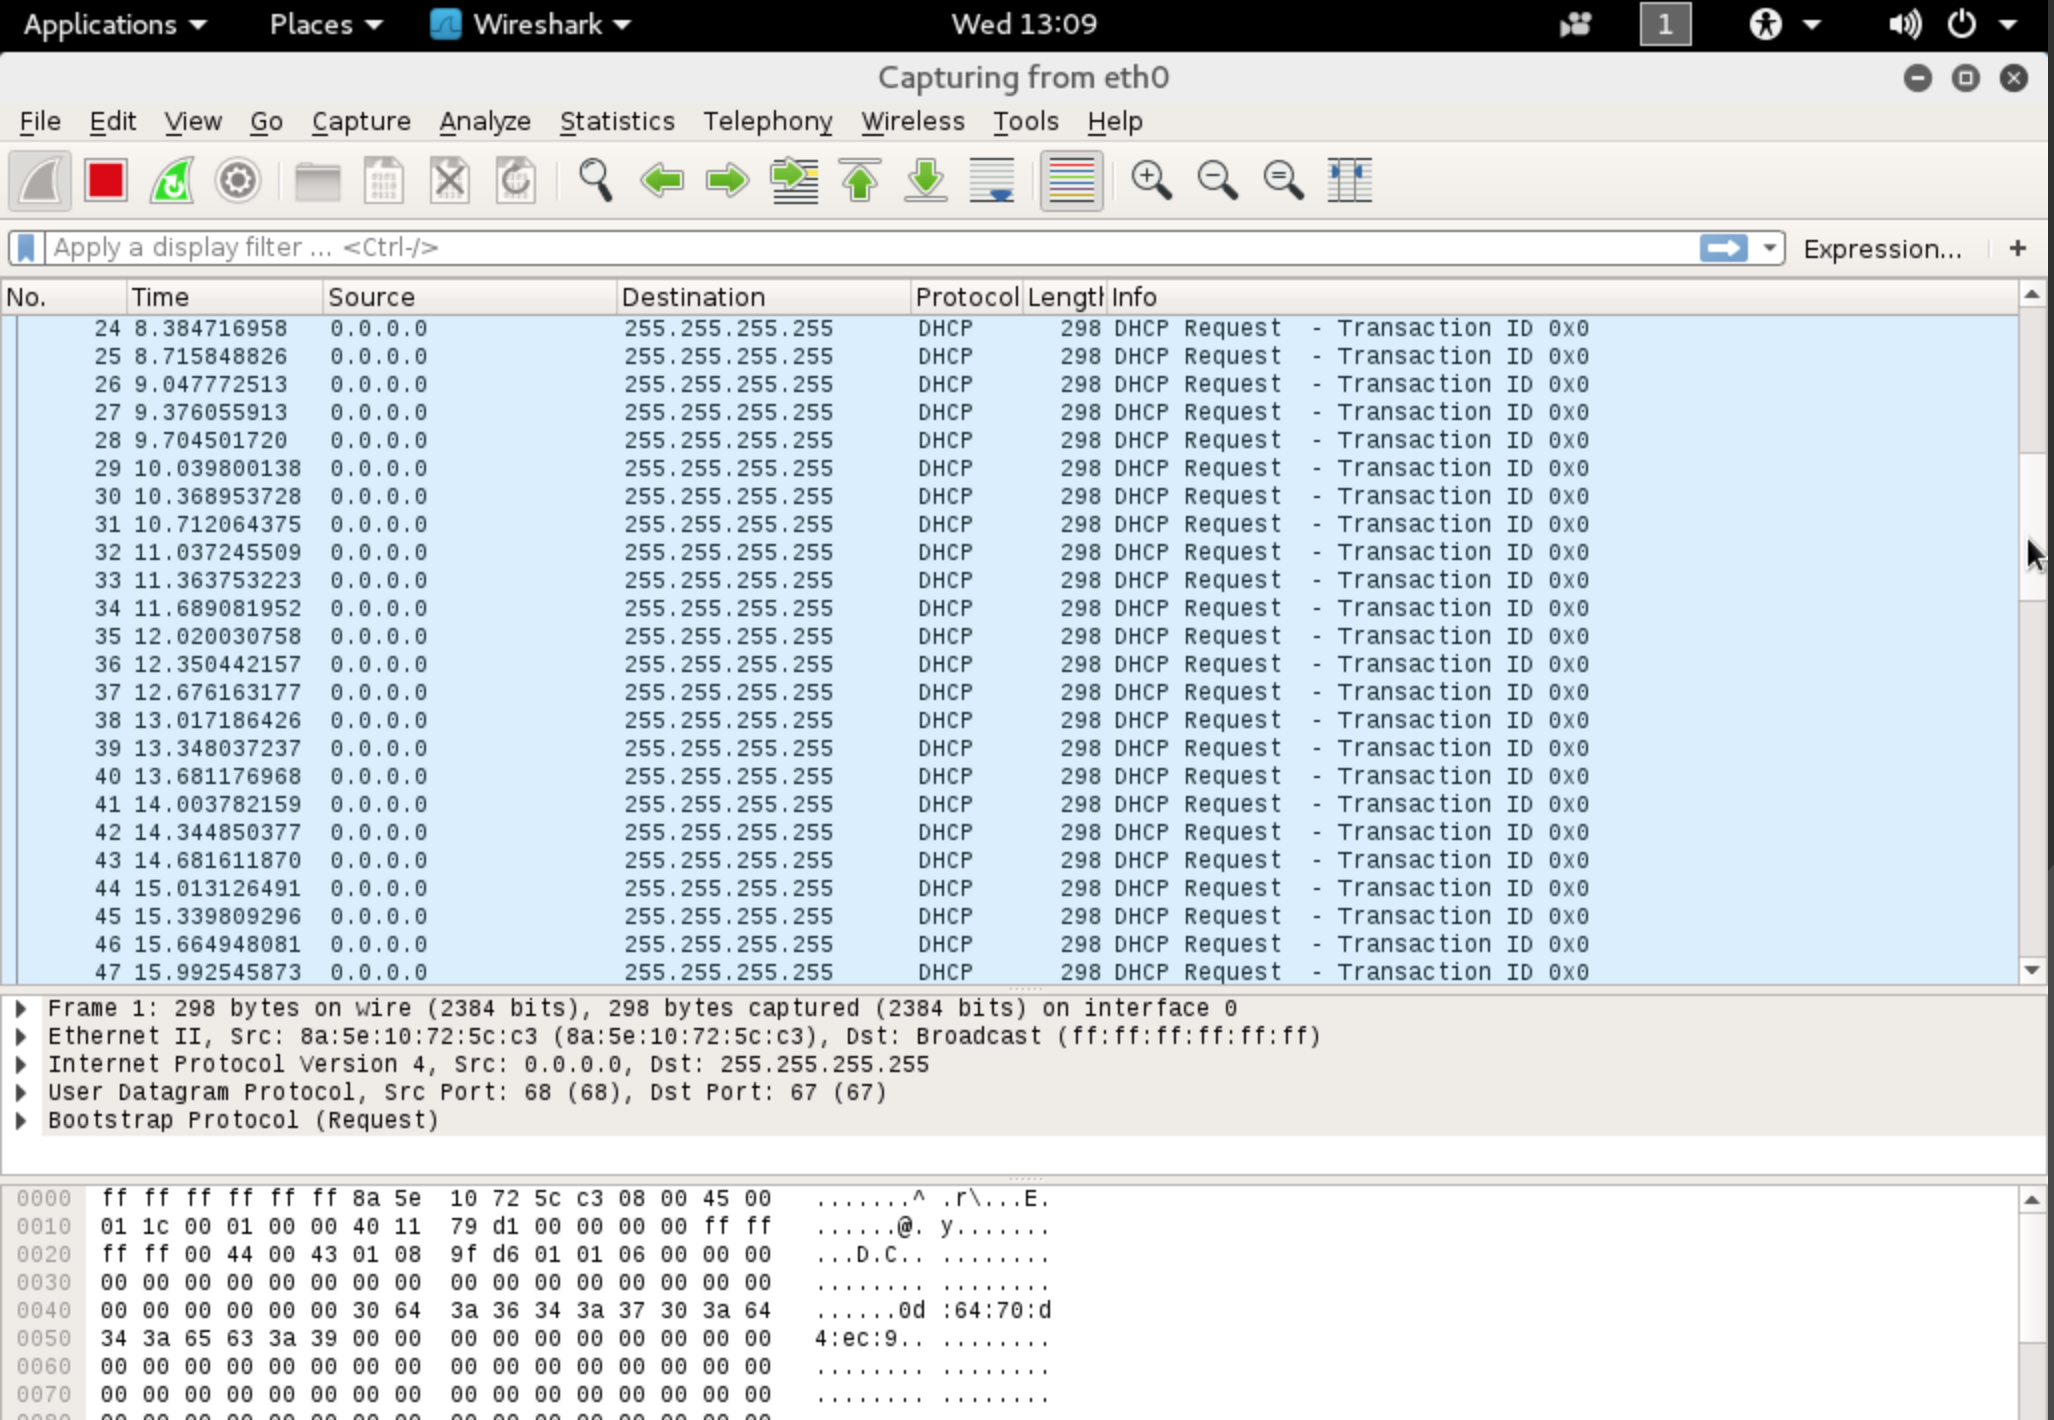 Applications Places Wireshark Wed 13:09 1
Capturing from eth0
File Edit View Go Capture Analyze Statistics Telephony Wireless Tools Help
Apply a display filter ... <Ctrl-/> Expression... +
No. Time Source Destination Protocol Length Info
24 8.384716958 0.0.0.0 255.255.255.255 DHCP 298 DHCP Request - Transaction ID 0x0
25 8.715848826 0.0.0.0 255.255.255.255 DHCP 298 DHCP Request - Transaction ID 0x0
26 9.047772513 0.0.0.0 255.255.255.255 DHCP 298 DHCP Request - Transaction ID 0x0
27 9.376055913 0.0.0.0 255.255.255.255 DHCP 298 DHCP Request - Transaction ID 0x0
28 9.704501720 0.0.0.0 255.255.255.255 DHCP 298 DHCP Request - Transaction ID 0x0
29 10.039800138 0.0.0.0 255.255.255.255 DHCP 298 DHCP Request - Transaction ID 0x0
30 10.368953728 0.0.0.0 255.255.255.255 DHCP 298 DHCP Request - Transaction ID 0x0
31 10.712064375 0.0.0.0 255.255.255.255 DHCP 298 DHCP Request - Transaction ID 0x0
32 11.037245509 0.0.0.0 255.255.255.255 DHCP 298 DHCP Request - Transaction ID 0x0
33 11.363753223 0.0.0.0 255.255.255.255 DHCP 298 DHCP Request - Transaction ID 0x0
34 11.689081952 0.0.0.0 255.255.255.255 DHCP 298 DHCP Request - Transaction ID 0x0
35 12.020030758 0.0.0.0 255.255.255.255 DHCP 298 DHCP Request - Transaction ID 0x0
36 12.350442157 0.0.0.0 255.255.255.255 DHCP 298 DHCP Request - Transaction ID 0x0
37 12.676163177 0.0.0.0 255.255.255.255 DHCP 298 DHCP Request - Transaction ID 0x0
38 13.017186426 0.0.0.0 255.255.255.255 DHCP 298 DHCP Request - Transaction ID 0x0
39 13.348037237 0.0.0.0 255.255.255.255 DHCP 298 DHCP Request - Transaction ID 0x0
40 13.681176968 0.0.0.0 255.255.255.255 DHCP 298 DHCP Request - Transaction ID 0x0
41 14.003782159 0.0.0.0 255.255.255.255 DHCP 298 DHCP Request - Transaction ID 0x0
42 14.344850377 0.0.0.0 255.255.255.255 DHCP 298 DHCP Request - Transaction ID 0x0
43 14.681611870 0.0.0.0 255.255.255.255 DHCP 298 DHCP Request - Transaction ID 0x0
44 15.013126491 0.0.0.0 255.255.255.255 DHCP 298 DHCP Request - Transaction ID 0x0
45 15.339809296 0.0.0.0 255.255.255.255 DHCP 298 DHCP Request - Transaction ID 0x0
46 15.664948081 0.0.0.0 255.255.255.255 DHCP 298 DHCP Request - Transaction ID 0x0
47 15.992545873 0.0.0.0 255.255.255.255 DHCP 298 DHCP Request - Transaction ID 0x0
Frame 1: 298 bytes on wire (2384 bits), 298 bytes captured (2384 bits) on interface 0
Ethernet II, Src: 8a:5e:10:72:5c:c3 (8a:5e:10:72:5c:c3), Dst: Broadcast (ff:ff:ff:ff:ff:ff)
Internet Protocol Version 4, Src: 0.0.0.0, Dst: 255.255.255.255
User Datagram Protocol, Src Port: 68 (68), Dst Port: 67 (67)
Bootstrap Protocol (Request)
0000 ff ff ff ff ff ff 8a 5e 10 72 5c c3 08 00 45 00 .......^ .r\...E.
0010 01 1c 00 01 00 00 40 11 79 d1 00 00 00 00 ff ff ......@. y.......
0020 ff ff 00 44 00 43 01 08 9f d6 01 01 06 00 00 00 ...D.C.. ........
0030 00 00 00 00 00 00 00 00 00 00 00 00 00 00 00 00 ........ ........
0040 00 00 00 00 00 00 30 64 3a 36 34 3a 37 30 3a 64 ......0d :64:70:d
0050 34 3a 65 63 3a 39 00 00 00 00 00 00 00 00 00 00 4:ec:9.. ........
0060 00 00 00 00 00 00 00 00 00 00 00 00 00 00 00 00 ........ ........
0070 00 00 00 00 00 00 00 00 00 00 00 00 00 00 00 00 ........ ........